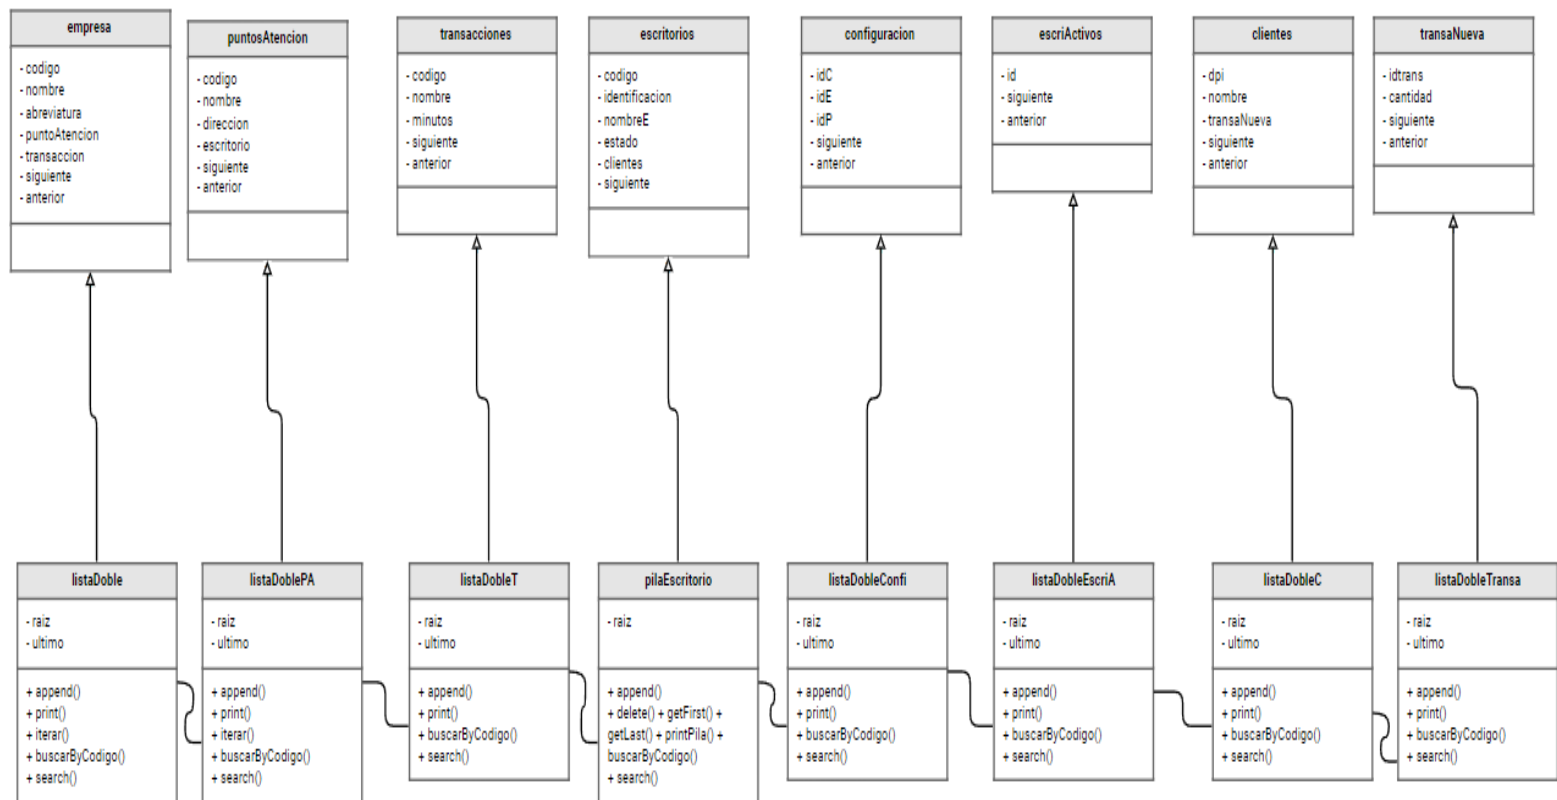 empresa
- codigo
- nombre
- abreviatura
- puntoAtencion
- transaccion
- siguiente
- anterior
puntosAtencion
- codigo
- nombre
- direccion
- escritorio
- siguiente
- anterior
transacciones
- codigo
- nombre
- minutos
- siguiente
- anterior
escritorios
- codigo
- identificacion
- nombreE
- estado
- clientes
- siguiente
configuracion
- idC
- idE
- idP
- siguiente
- anterior
escriActivos
- id
- siguiente
- anterior
clientes
- dpi
- nombre
- transaNueva
- siguiente
- anterior
transaNueva
- idtrans
- cantidad
- siguiente
- anterior
listaDoble
- raiz
- ultimo
+ append()
+ print()
+ iterar()
+ buscarByCodigo()
+ search()
listaDoblePA
- raiz
- ultimo
+ append()
+ print()
+ iterar()
+ buscarByCodigo()
+ search()
listaDobleT
- raiz
- ultimo
+ append()
+ print()
+ buscarByCodigo()
+ search()
pilaEscritorio
- raiz
+ append()
+ delete() + getFirst() +
getLast() + printPila() +
buscarByCodigo()
+ search()
listaDobleConfi
- raiz
- ultimo
+ append()
+ print()
+ buscarByCodigo()
+ search()
listaDobleEscriA
- raiz
- ultimo
+ append()
+ print()
+ buscarByCodigo()
+ search()
listaDobleC
- raiz
- ultimo
+ append()
+ print()
+ buscarByCodigo()
+ search()
listaDobleTransa
- raiz
- ultimo
+ append()
+ print()
+ buscarByCodigo()
+ search()